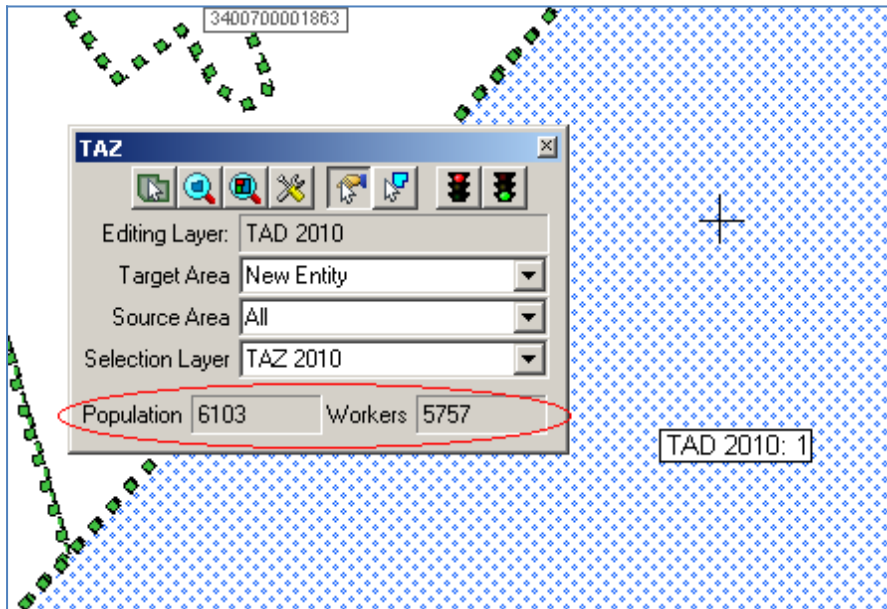 3400700001863
TAZ
Editing Layer: TAD 2010
Target Area New Entity
Source Area All
Selection Layer TAZ 2010
Population 6103 Workers 5757
TAD 2010: 1